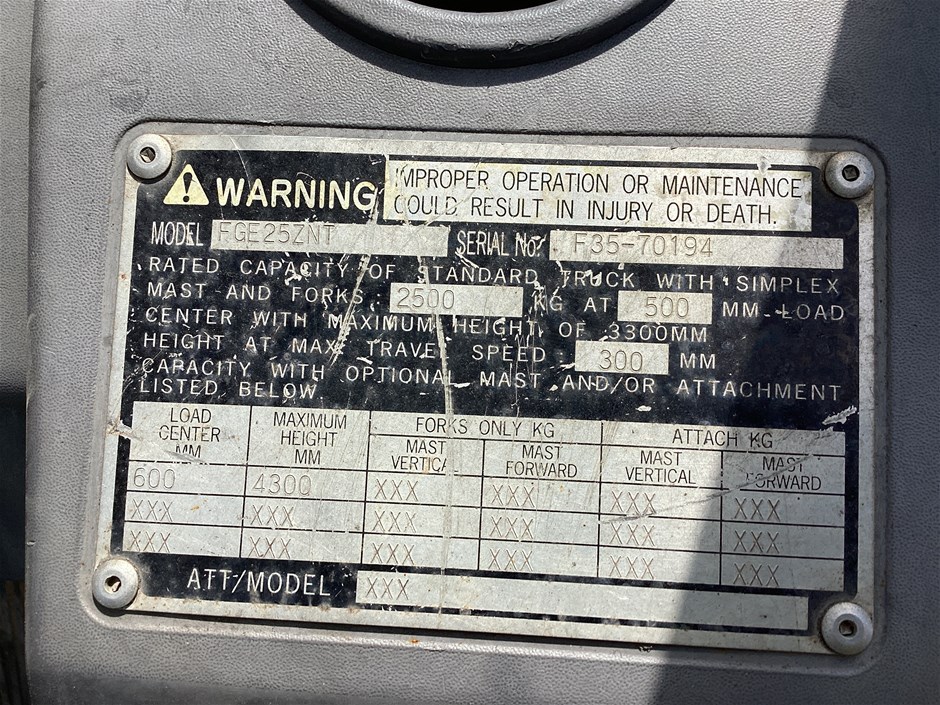 WARNING
IMPROPER OPERATION OR MAINTENANCE
COULD RESULT IN INJURY OR DEATH.
MODEL FGE25ZNT SERIAL No. F35-70194
RATED CAPACITY OF STANDARD TRUCK WITH SIMPLEX
MAST AND FORKS 2500 KG AT 500 MM LOAD
CENTER WITH MAXIMUM HEIGHT OF 3300MM
HEIGHT AT MAX TRAVEL SPEED 300 MM
CAPACITY WITH OPTIONAL MAST AND/OR ATTACHMENT
LISTED BELOW
LOAD CENTER MM MAXIMUM HEIGHT MM FORKS ONLY KG ATTACH KG
MAST VERTICAL MAST FORWARD MAST VERTICAL MAST FORWARD
600 4300 XXX XXX XXX XXX
XXX XXX XXX XXX XXX XXX
XXX XXX XXX XXX XXX XXX
ATT/MODEL XXX